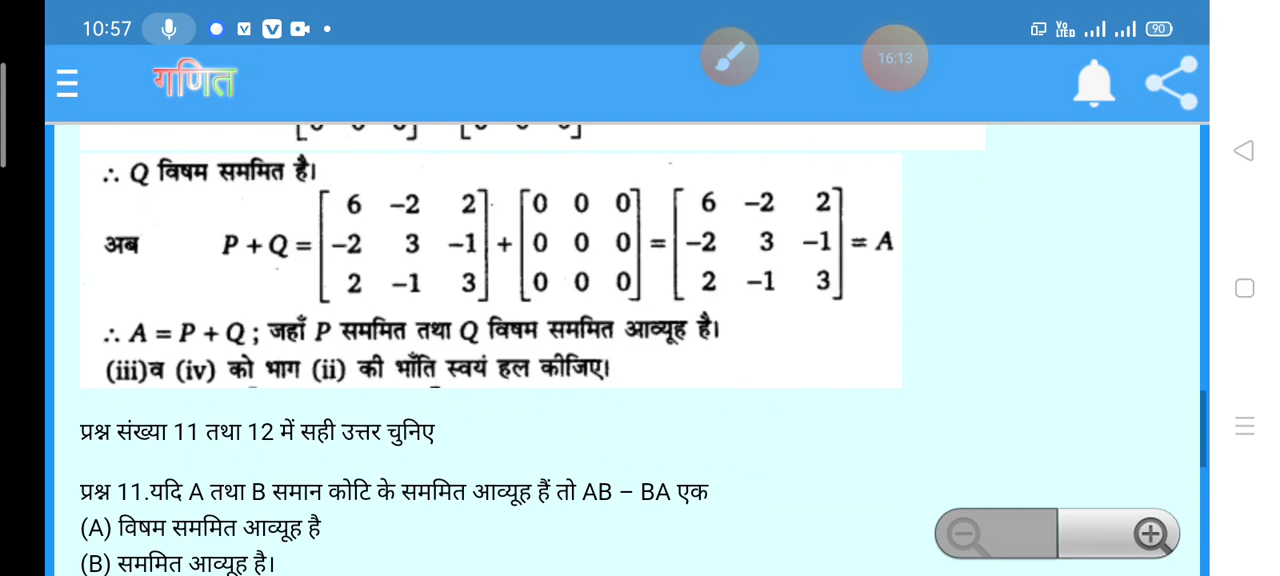 10:57 Vo LTED 90
16:13
गणित
∴ Q विषम सममित है।
अब P + Q = [6 -2 2] + [0 0 0] = [6 -2 2] = A
[-2 3 -1] [0 0 0] [-2 3 -1]
[2 -1 3] [0 0 0] [2 -1 3]
∴ A = P + Q ; जहाँ P सममित तथा Q विषम सममित आव्यूह है।
(iii)व (iv) को भाग (ii) की भाँति स्वयं हल कीजिए।
प्रश्न संख्या 11 तथा 12 में सही उत्तर चुनिए
प्रश्न 11.यदि A तथा B समान कोटि के सममित आव्यूह हैं तो AB – BA एक
(A) विषम सममित आव्यूह है
(B) सममित आव्यूह है।